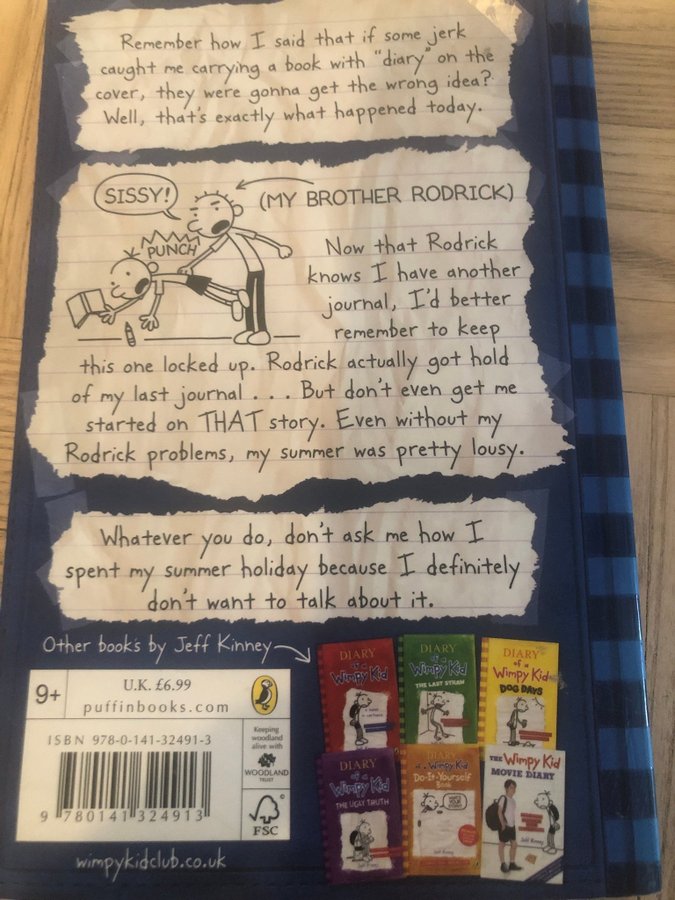 Remember how I said that if some jerk
caught me carrying a book with "diary" on the
cover, they were gonna get the wrong idea?
Well, that's exactly what happened today.
SISSY!
(MY BROTHER RODRICK)
PUNCH
Now that Rodrick
knows I have another
journal, I'd better
remember to keep
this one locked up. Rodrick actually got hold
of my last journal . . . But don't even get me
started on THAT story. Even without my
Rodrick problems, my summer was pretty lousy.
Whatever you do, don't ask me how I
spent my summer holiday because I definitely
don't want to talk about it.
Other books by Jeff Kinney
9+
U.K. £6.99
puffinbooks.com
ISBN 978-0-141-32491-3
9 780141 324913
Keeping
woodland
alive with
WOODLAND
TRUST
FSC
wimpykidclub.co.uk
DIARY
of a
Wimpy Kid
DIARY
of a
Wimpy Kid
THE LAST STRAW
DIARY
of a
Wimpy Kid
DOG DAYS
DIARY
of a
Wimpy Kid
THE UGLY TRUTH
DIARY
of a Wimpy Kid
Do-It-Yourself
Book
THE
Wimpy Kid
MOVIE DIARY
Jeff Kinney